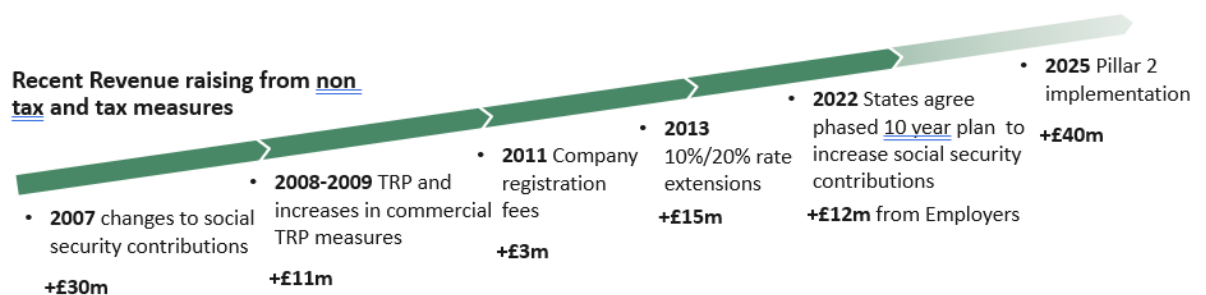 Recent Revenue raising from non
tax and tax measures
• 2007 changes to social
security contributions
+£30m
• 2008-2009 TRP and
increases in commercial
TRP measures
+£11m
• 2011 Company
registration
fees
+£3m
• 2013
10%/20% rate
extensions
+£15m
• 2022 States agree
phased 10 year plan to
increase social security
contributions
+£12m from Employers
• 2025 Pillar 2
implementation
+£40m